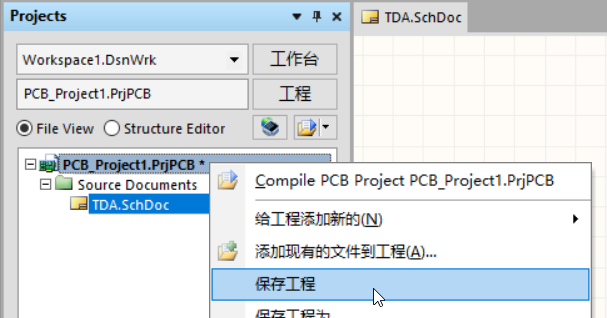 Projects
TDA.SchDoc
Workspace1.DsnWrk
工作台
PCB_Project1.PrjPCB
工程
File View
Structure Editor
PCB_Project1.PrjPCB *
Source Documents
TDA.SchDoc
Compile PCB Project PCB_Project1.PrjPCB
给工程添加新的(N)
添加现有的文件到工程(A)...
保存工程
保存工程为